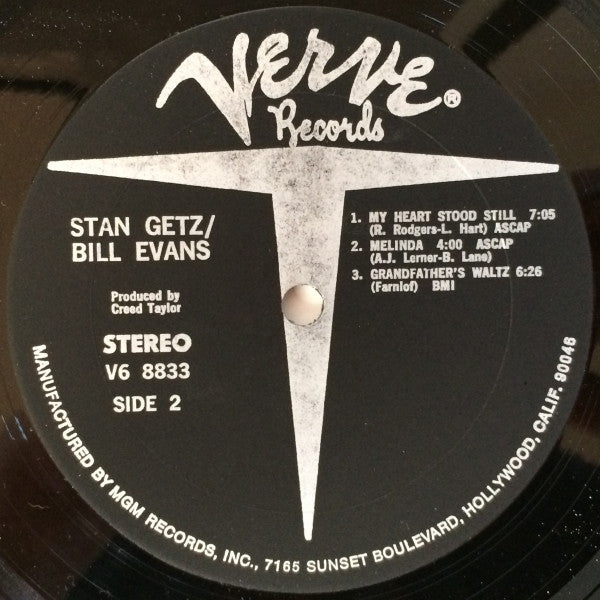 VERVE®
Records
STAN GETZ/
BILL EVANS
Produced by
Creed Taylor
STEREO
V6 8833
SIDE 2
1. MY HEART STOOD STILL 7:05
(R. Rodgers-L. Hart) ASCAP
2. MELINDA 4:00 ASCAP
(A.J. Lerner-B. Lane)
3. GRANDFATHER'S WALTZ 6:26
(Farnlof) BMI
MANUFACTURED BY MGM RECORDS, INC., 7165 SUNSET BOULEVARD, HOLLYWOOD, CALIF. 90046